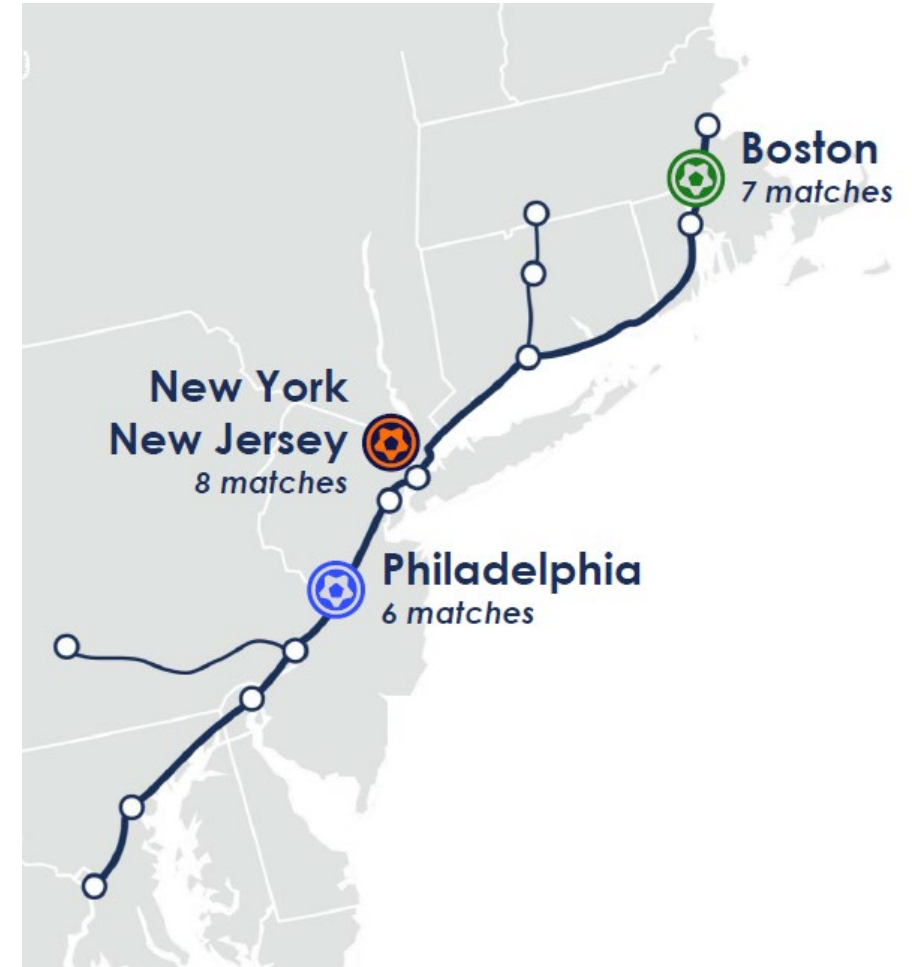 Boston
7 matches
New York
New Jersey
8 matches
Philadelphia
6 matches